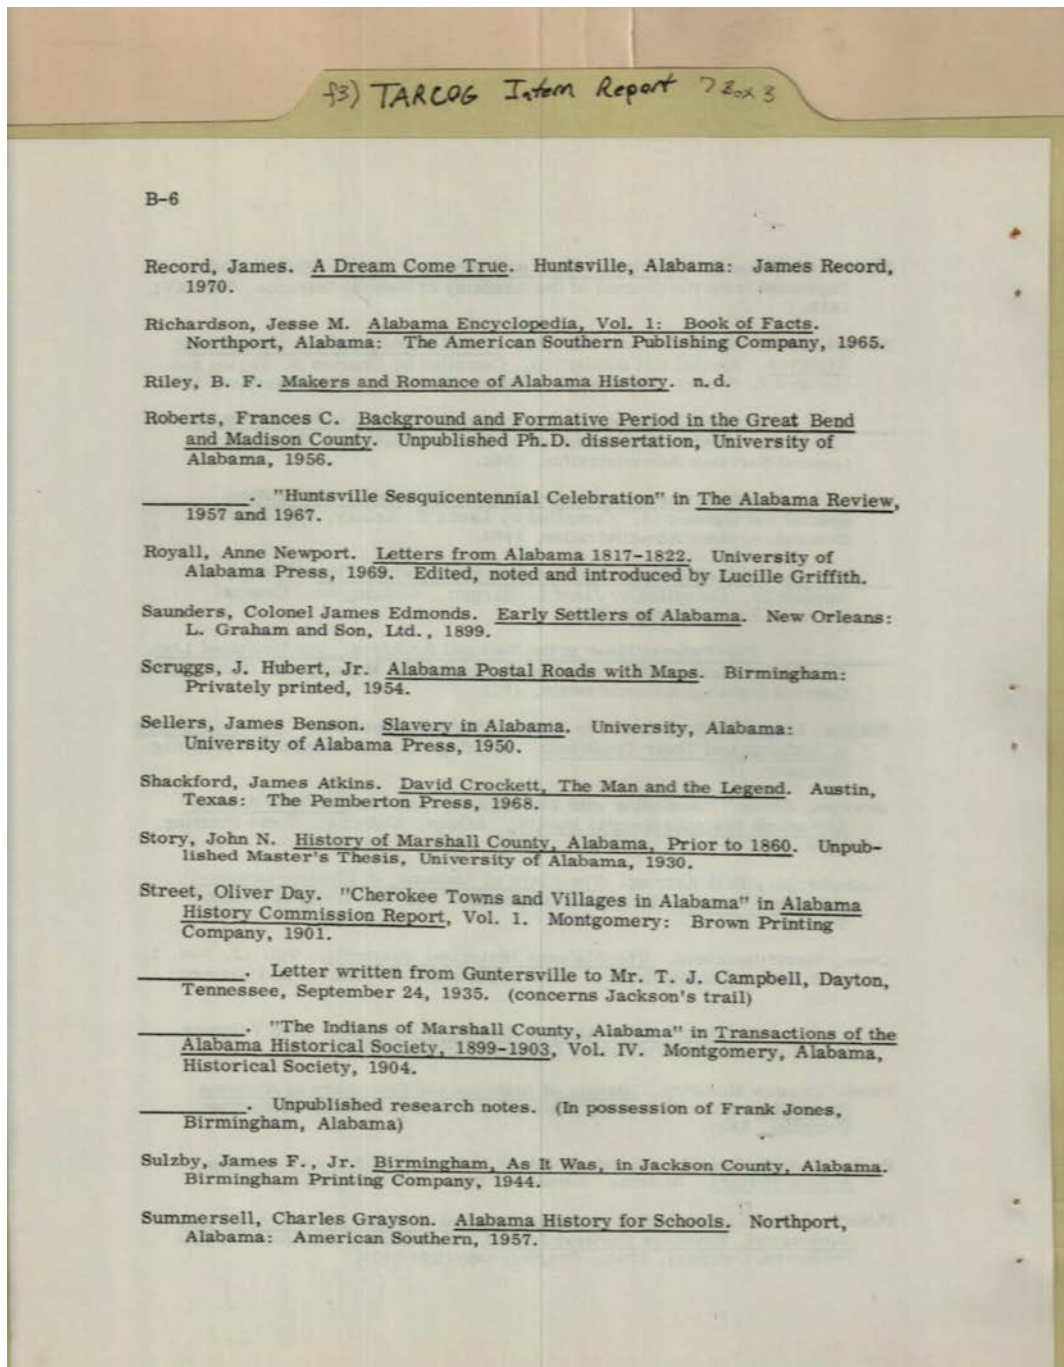 f3) TARCOG Intern Report 7 Box 3
B-6
Record, James. A Dream Come True. Huntsville, Alabama: James Record,
1970.
Richardson, Jesse M. Alabama Encyclopedia, Vol. 1: Book of Facts.
Northport, Alabama: The American Southern Publishing Company, 1965.
Riley, B. F. Makers and Romance of Alabama History. n.d.
Roberts, Frances C. Background and Formative Period in the Great Bend
and Madison County. Unpublished Ph.D. dissertation, University of
Alabama, 1956.
________. "Huntsville Sesquicentennial Celebration" in The Alabama Review,
1957 and 1967.
Royall, Anne Newport. Letters from Alabama 1817-1822. University of
Alabama Press, 1969. Edited, noted and introduced by Lucille Griffith.
Saunders, Colonel James Edmonds. Early Settlers of Alabama. New Orleans:
L. Graham and Son, Ltd., 1899.
Scruggs, J. Hubert, Jr. Alabama Postal Roads with Maps. Birmingham:
Privately printed, 1954.
Sellers, James Benson. Slavery in Alabama. University, Alabama:
University of Alabama Press, 1950.
Shackford, James Atkins. David Crockett, The Man and the Legend. Austin,
Texas: The Pemberton Press, 1968.
Story, John N. History of Marshall County, Alabama, Prior to 1860. Unpub-
lished Master's Thesis, University of Alabama, 1930.
Street, Oliver Day. "Cherokee Towns and Villages in Alabama" in Alabama
History Commission Report, Vol. 1. Montgomery: Brown Printing
Company, 1901.
________. Letter written from Guntersville to Mr. T. J. Campbell, Dayton,
Tennessee, September 24, 1935. (concerns Jackson's trail)
________. "The Indians of Marshall County, Alabama" in Transactions of the
Alabama Historical Society, 1899-1903, Vol. IV. Montgomery, Alabama,
Historical Society, 1904.
________. Unpublished research notes. (In possession of Frank Jones,
Birmingham, Alabama)
Sulzby, James F., Jr. Birmingham, As It Was, in Jackson County, Alabama.
Birmingham Printing Company, 1944.
Summersell, Charles Grayson. Alabama History for Schools. Northport,
Alabama: American Southern, 1957.